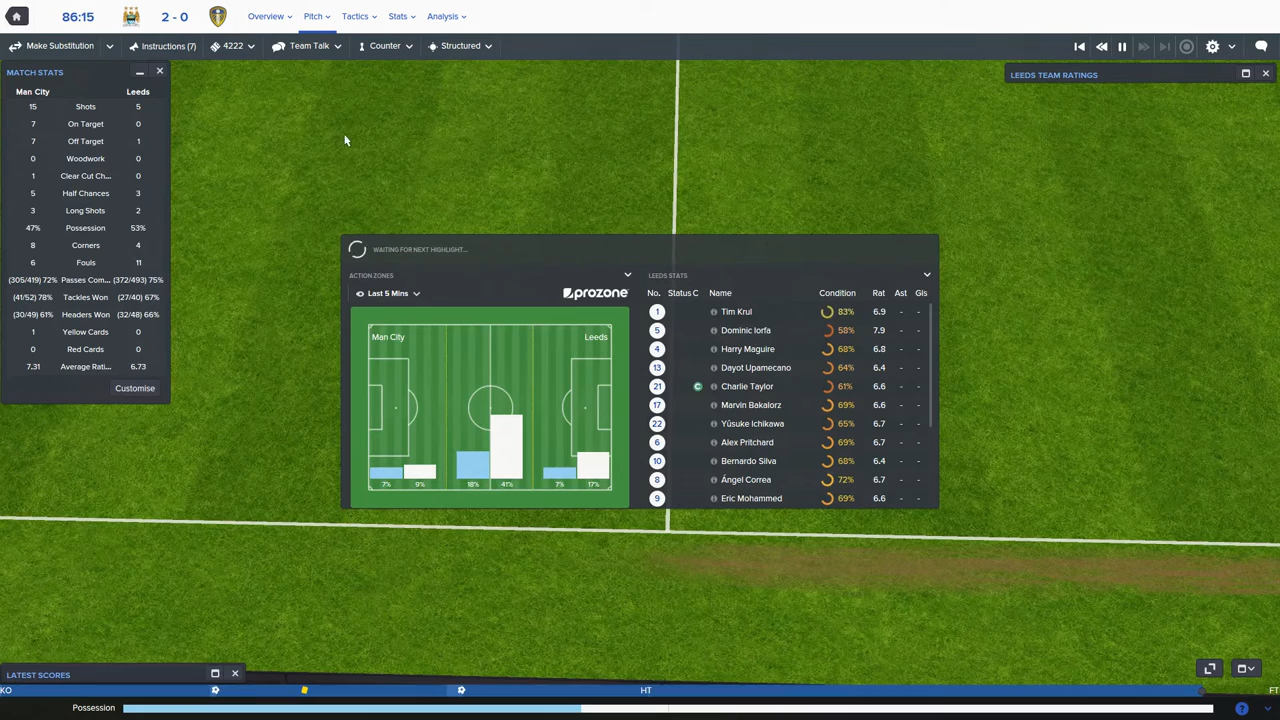 86:15
2 - 0
Overview
Pitch
Tactics
Stats
Analysis
Make Substitution
Instructions (7)
4222
Team Talk
Counter
Structured
MATCH STATS
Man City Leeds
15 Shots 5
7 On Target 0
7 Off Target 1
0 Woodwork 0
1 Clear Cut Ch... 0
5 Half Chances 3
3 Long Shots 2
47% Possession 53%
8 Corners 4
6 Fouls 11
(305/419) 72% Passes Com... (372/493) 75%
(41/52) 78% Tackles Won (27/40) 67%
(30/49) 61% Headers Won (32/48) 66%
1 Yellow Cards 0
0 Red Cards 0
7.31 Average Rati... 6.73
Customise
LEEDS TEAM RATINGS
WAITING FOR NEXT HIGHLIGHT...
ACTION ZONES
Last 5 Mins
prozone
Man City Leeds
7% 9% 18% 41% 7% 17%
LEEDS STATS
No. Status C Name Condition Rat Ast Gls
1 Tim Krul 83% 6.9 - -
5 Dominic Iorfa 58% 7.9 - -
4 Harry Maguire 68% 6.8 - -
13 Dayot Upamecano 64% 6.4 - -
21 C Charlie Taylor 61% 6.6 - -
17 Marvin Bakalorz 69% 6.6 - -
22 Yūsuke Ichikawa 65% 6.7 - -
6 Alex Pritchard 69% 6.7 - -
10 Bernardo Silva 68% 6.4 - -
8 Ángel Correa 72% 6.7 - -
9 Eric Mohammed 69% 6.6 - -
LATEST SCORES
KO HT FT
Possession
?